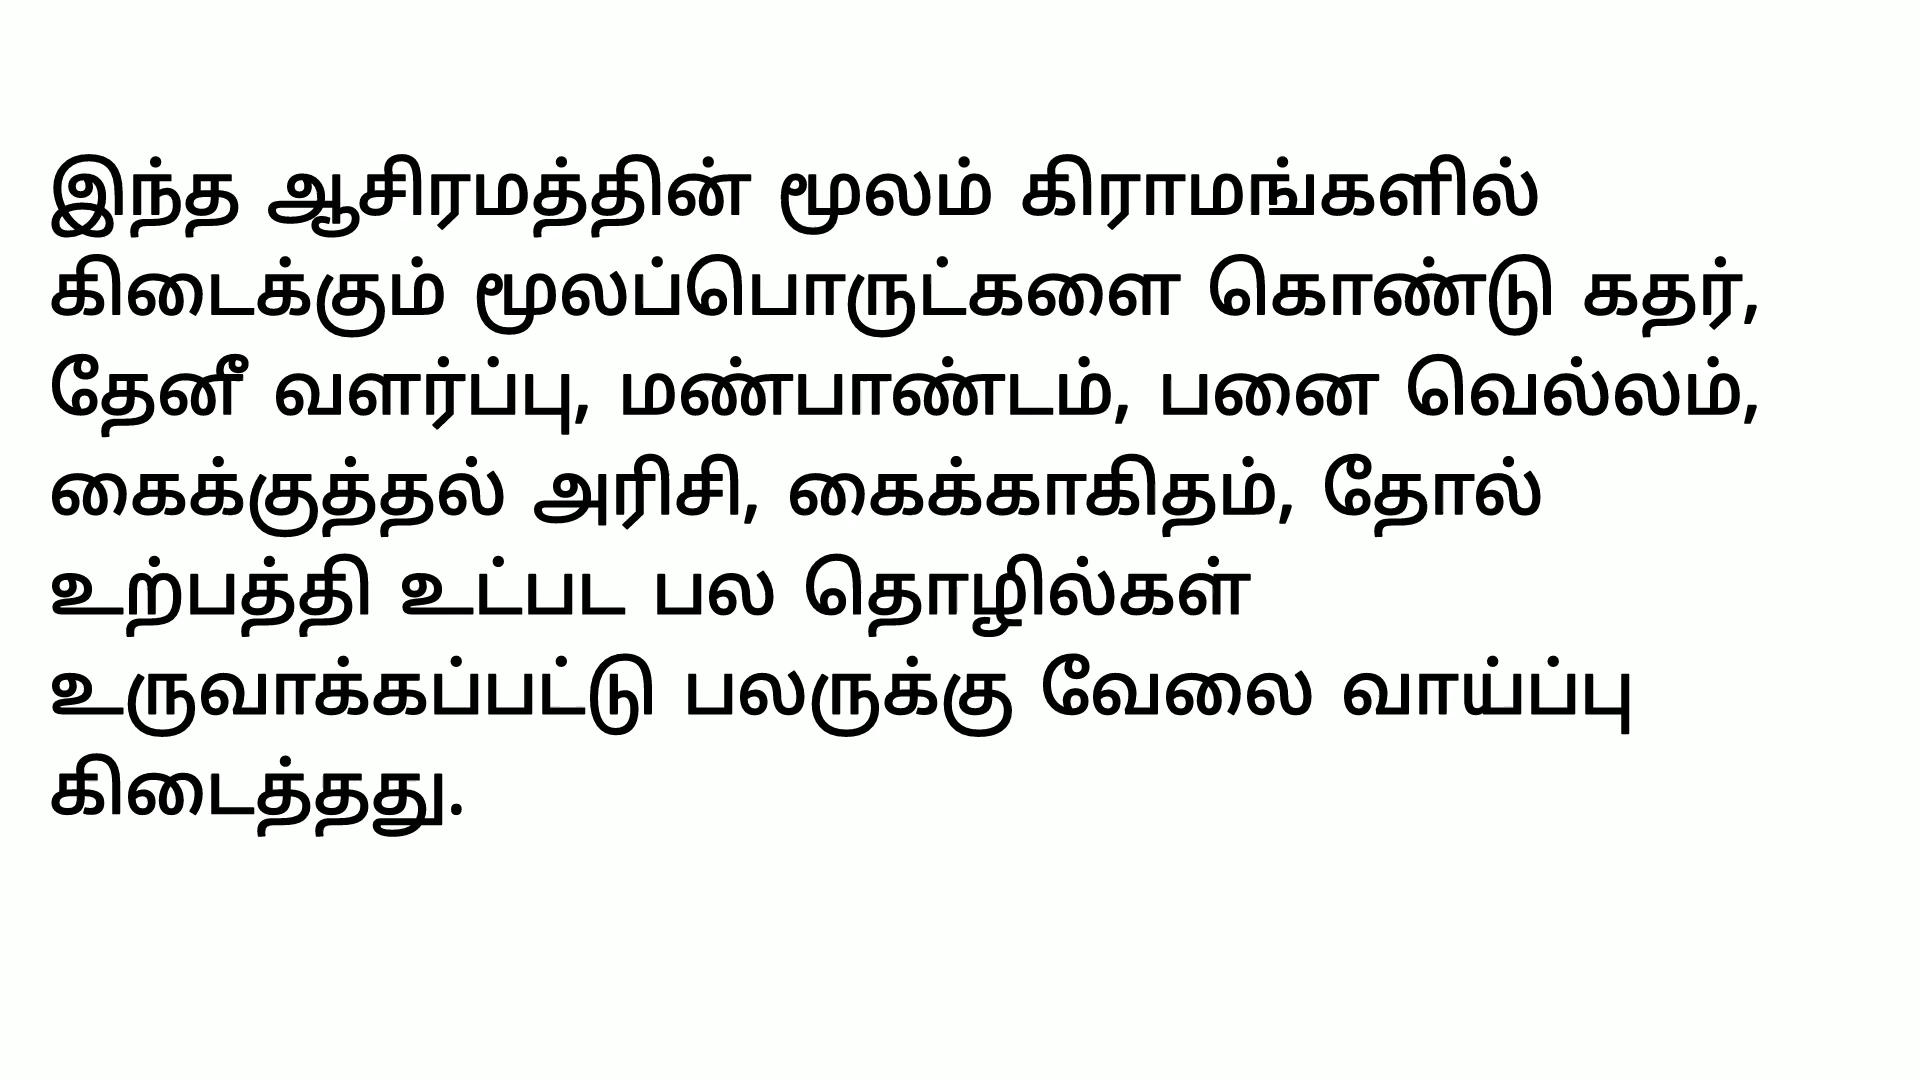 இந்த ஆசிரமத்தின் மூலம் கிராமங்களில்
கிடைக்கும் மூலப்பொருட்களை கொண்டு கதர்,
தேனீ வளர்ப்பு, மண்பாண்டம், பனை வெல்லம்,
கைக்குத்தல் அரிசி, கைக்காகிதம், தோல்
உற்பத்தி உட்பட பல தொழில்கள்
உருவாக்கப்பட்டு பலருக்கு வேலை வாய்ப்பு
கிடைத்தது.